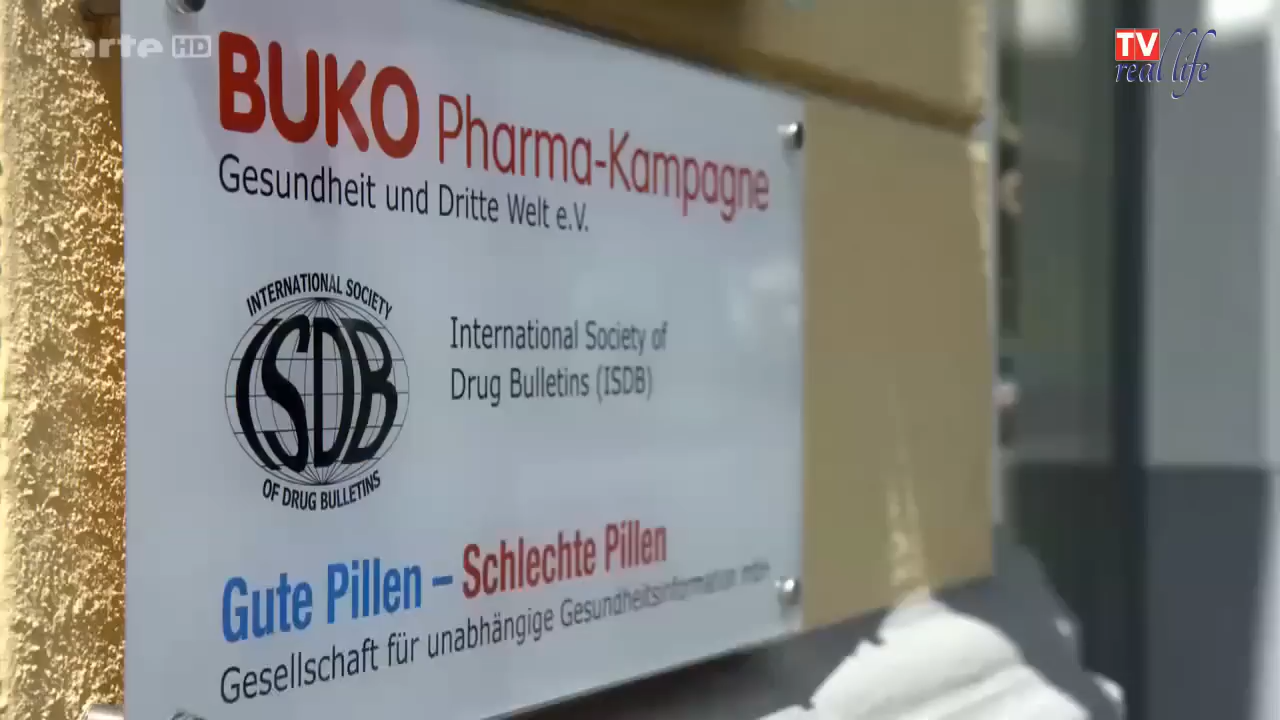 arte HD
TV
real life
BUKO Pharma-Kampagne
Gesundheit und Dritte Welt e.V.
INTERNATIONAL SOCIETY
ISDB
OF DRUG BULLETINS
International Society of
Drug Bulletins (ISDB)
Gute Pillen – Schlechte Pillen
Gesellschaft für unabhängige Gesundheitsinformation mbH